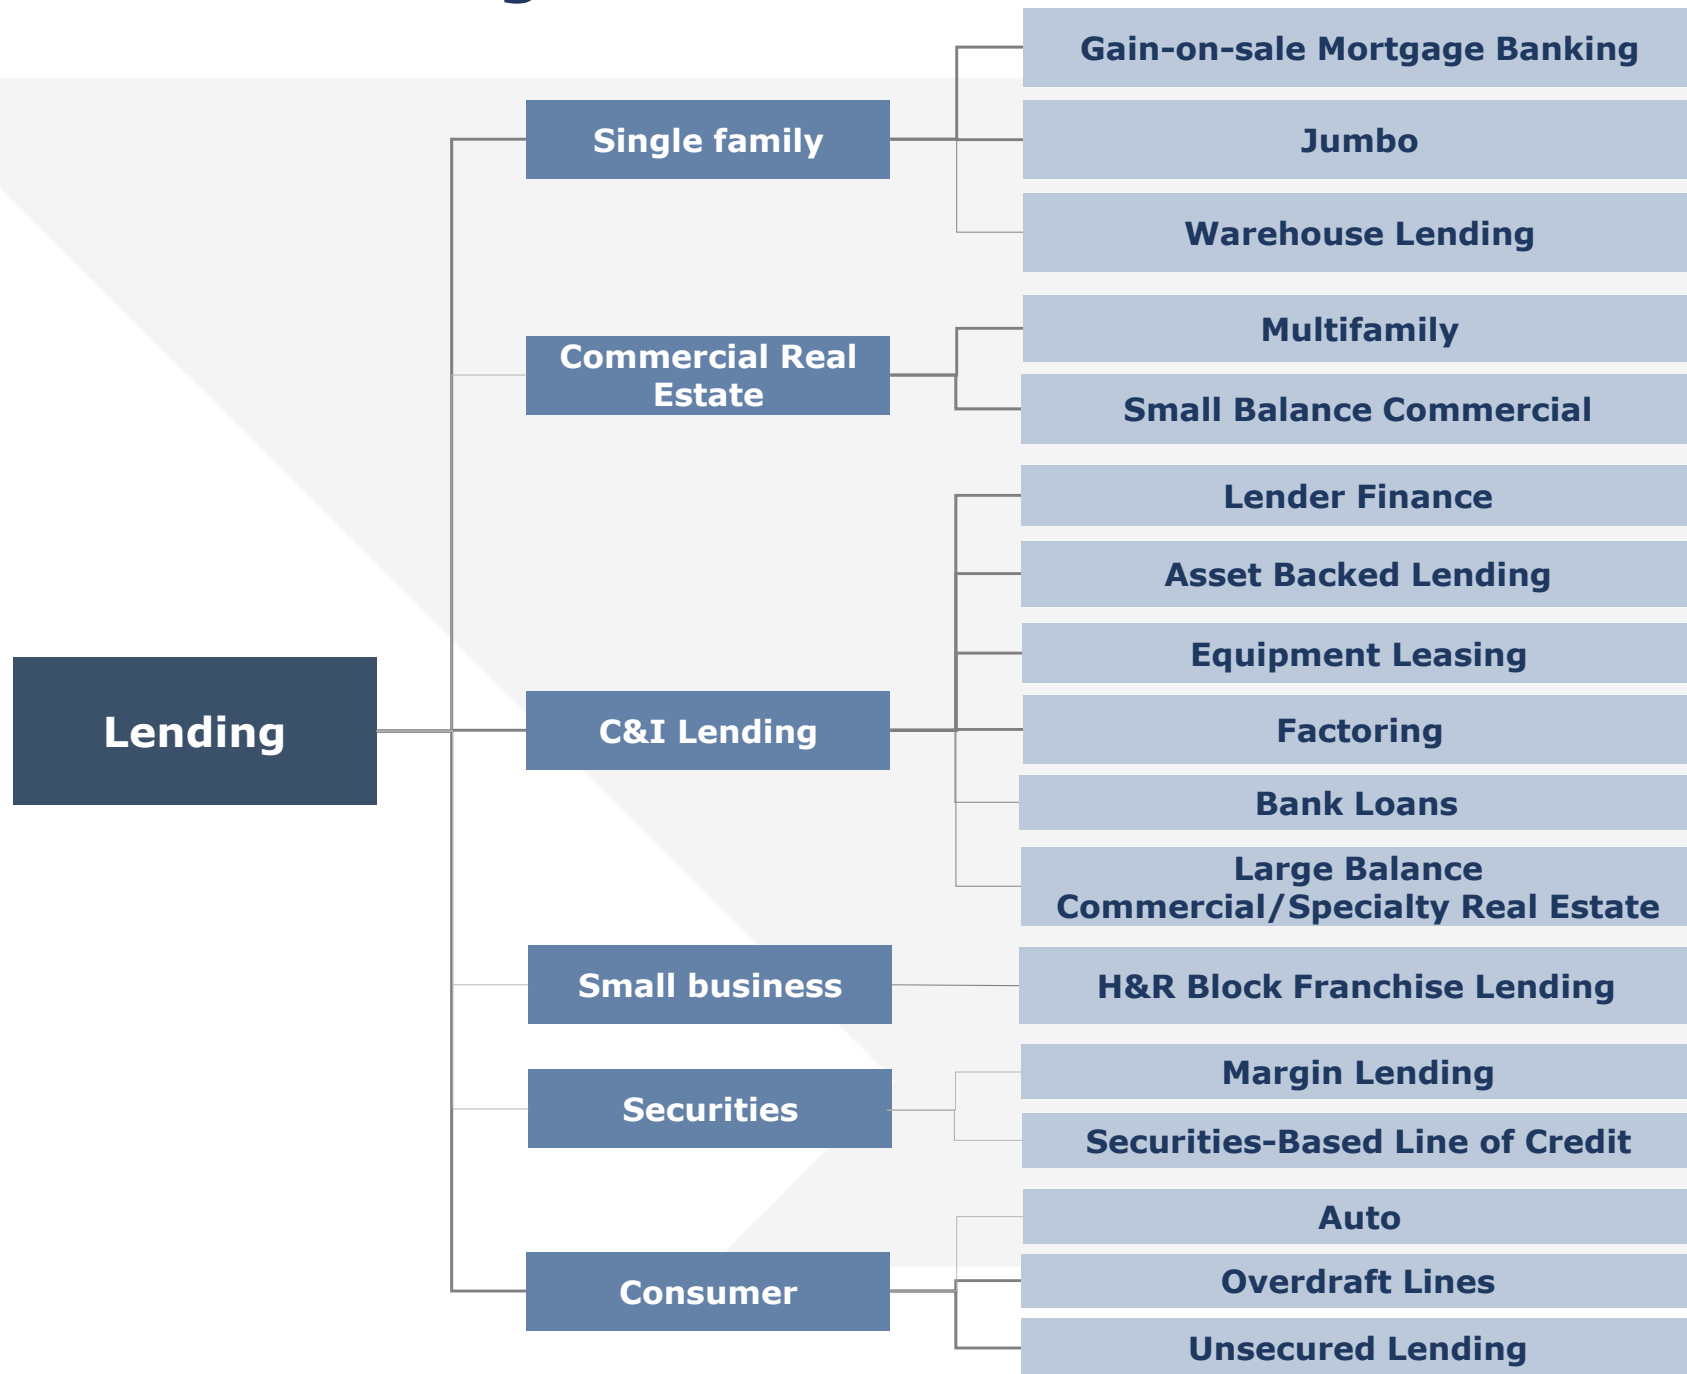 Gain-on-sale Mortgage Banking
Single family
Jumbo
Warehouse Lending
Multifamily
Commercial Real
Estate
Small Balance Commercial
Lender Finance
Asset Backed Lending
Equipment Leasing
Lending
C&I Lending
Factoring
Bank Loans
Large Balance
Commercial/Specialty Real Estate
Small business
H&R Block Franchise Lending
Securities
Margin Lending
Securities-Based Line of Credit
Auto
Consumer
Overdraft Lines
Unsecured Lending